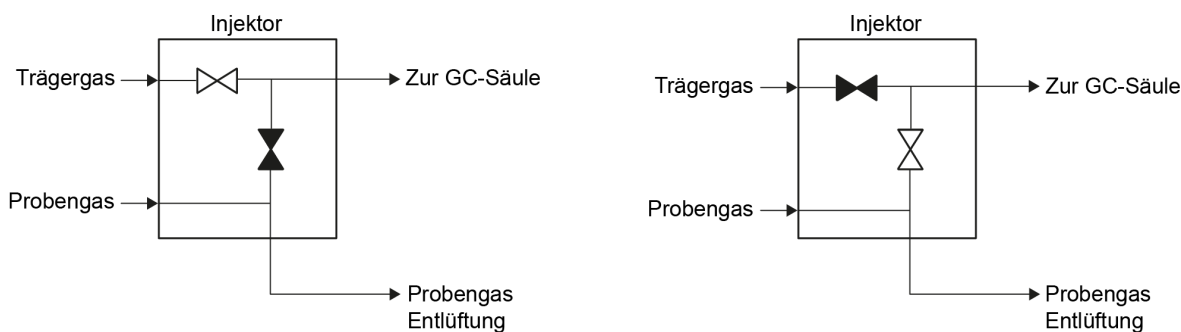 Injektor
Trägergas
Zur GC-Säule
Probengas
Probengas
Entlüftung
Injektor
Trägergas
Zur GC-Säule
Probengas
Probengas
Entlüftung